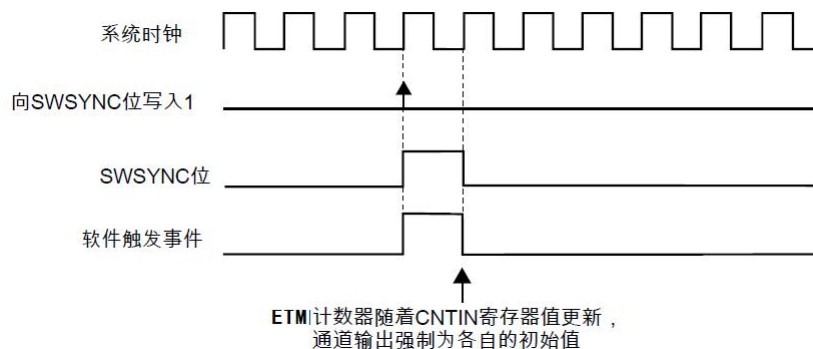 系统时钟
向SWSYNC位写入1
SWSYNC位
软件触发事件
ETM计数器随着CNTIN寄存器值更新，
通道输出强制为各自的初始值